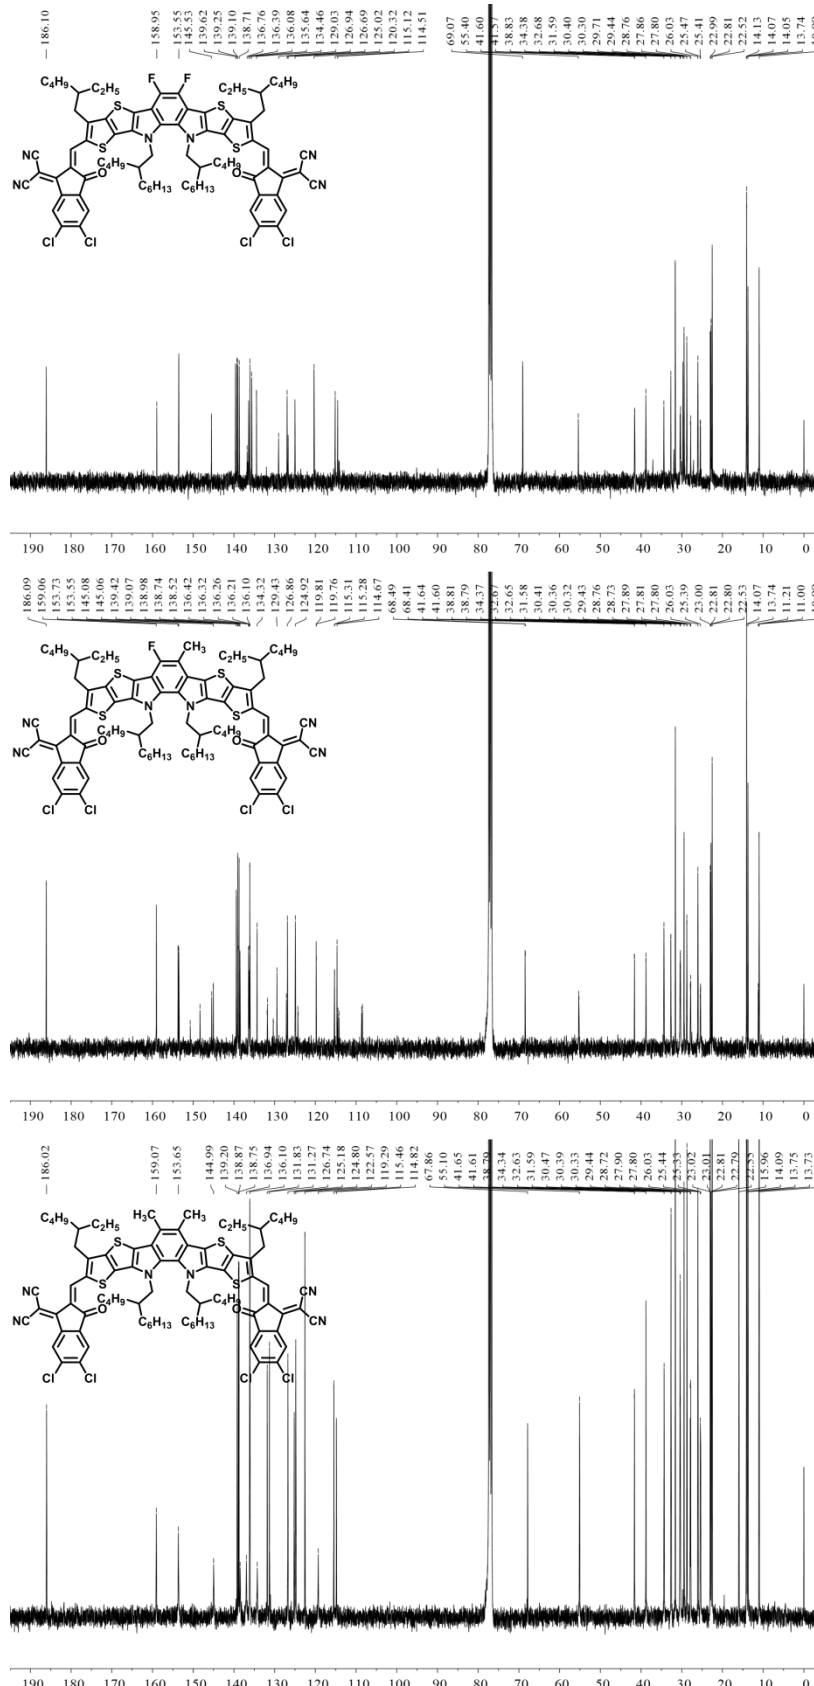 186.10 158.95 153.55 145.53 139.62 139.25 139.10 138.71 136.76 136.39 136.08 135.64 134.46 129.03 126.94 126.69 125.02 120.32 115.12 114.51 69.07 55.40 41.60 41.57 38.83 34.38 32.68 31.59 30.40 30.30 29.71 29.44 28.76 27.86 27.80 26.03 25.47 25.41 22.99 22.81 22.52 14.13 14.07 14.05 13.74
C4H9 F F C4H9
C2H5 C2H5
S S
S N N S
CN C4H9 C4H9 CN
NC O O CN
C6H13 C6H13
Cl Cl Cl Cl
190 180 170 160 150 140 130 120 110 100 90 80 70 60 50 40 30 20 10 0
186.09 159.06 153.73 153.55 145.08 145.06 139.42 139.07 138.98 138.74 138.52 136.42 136.32 136.26 136.21 136.10 134.32 129.43 126.86 124.92 119.81 119.76 115.31 115.28 114.67 68.49 68.41 41.64 41.60 38.81 38.79 34.37 32.67 32.65 31.58 30.41 30.36 30.32 29.43 28.76 28.73 27.89 27.81 27.80 26.03 25.39 23.00 22.81 22.80 22.53 14.07 13.74 11.21 11.00
C4H9 F CH3 C4H9
C2H5 C2H5
S S
S N N S
CN C4H9 C4H9 CN
NC O O CN
C6H13 C6H13
Cl Cl Cl Cl
190 180 170 160 150 140 130 120 110 100 90 80 70 60 50 40 30 20 10 0
186.02 159.07 153.65 144.99 139.20 138.87 138.75 136.94 136.10 131.83 131.27 126.74 125.18 124.80 122.57 119.29 115.46 114.82 67.86 55.10 41.65 41.61 38.79 34.34 32.63 31.59 30.47 30.39 30.33 29.44 28.72 27.90 27.80 26.03 25.44 25.33 23.02 23.01 22.81 22.79 22.55 15.96 14.09 13.75 13.73
C4H9 H3C CH3 C4H9
C2H5 C2H5
S S
S N N S
CN C4H9 C4H9 CN
NC O O CN
C6H13 C6H13
Cl Cl Cl Cl
190 180 170 160 150 140 130 120 110 100 90 80 70 60 50 40 30 20 10 0